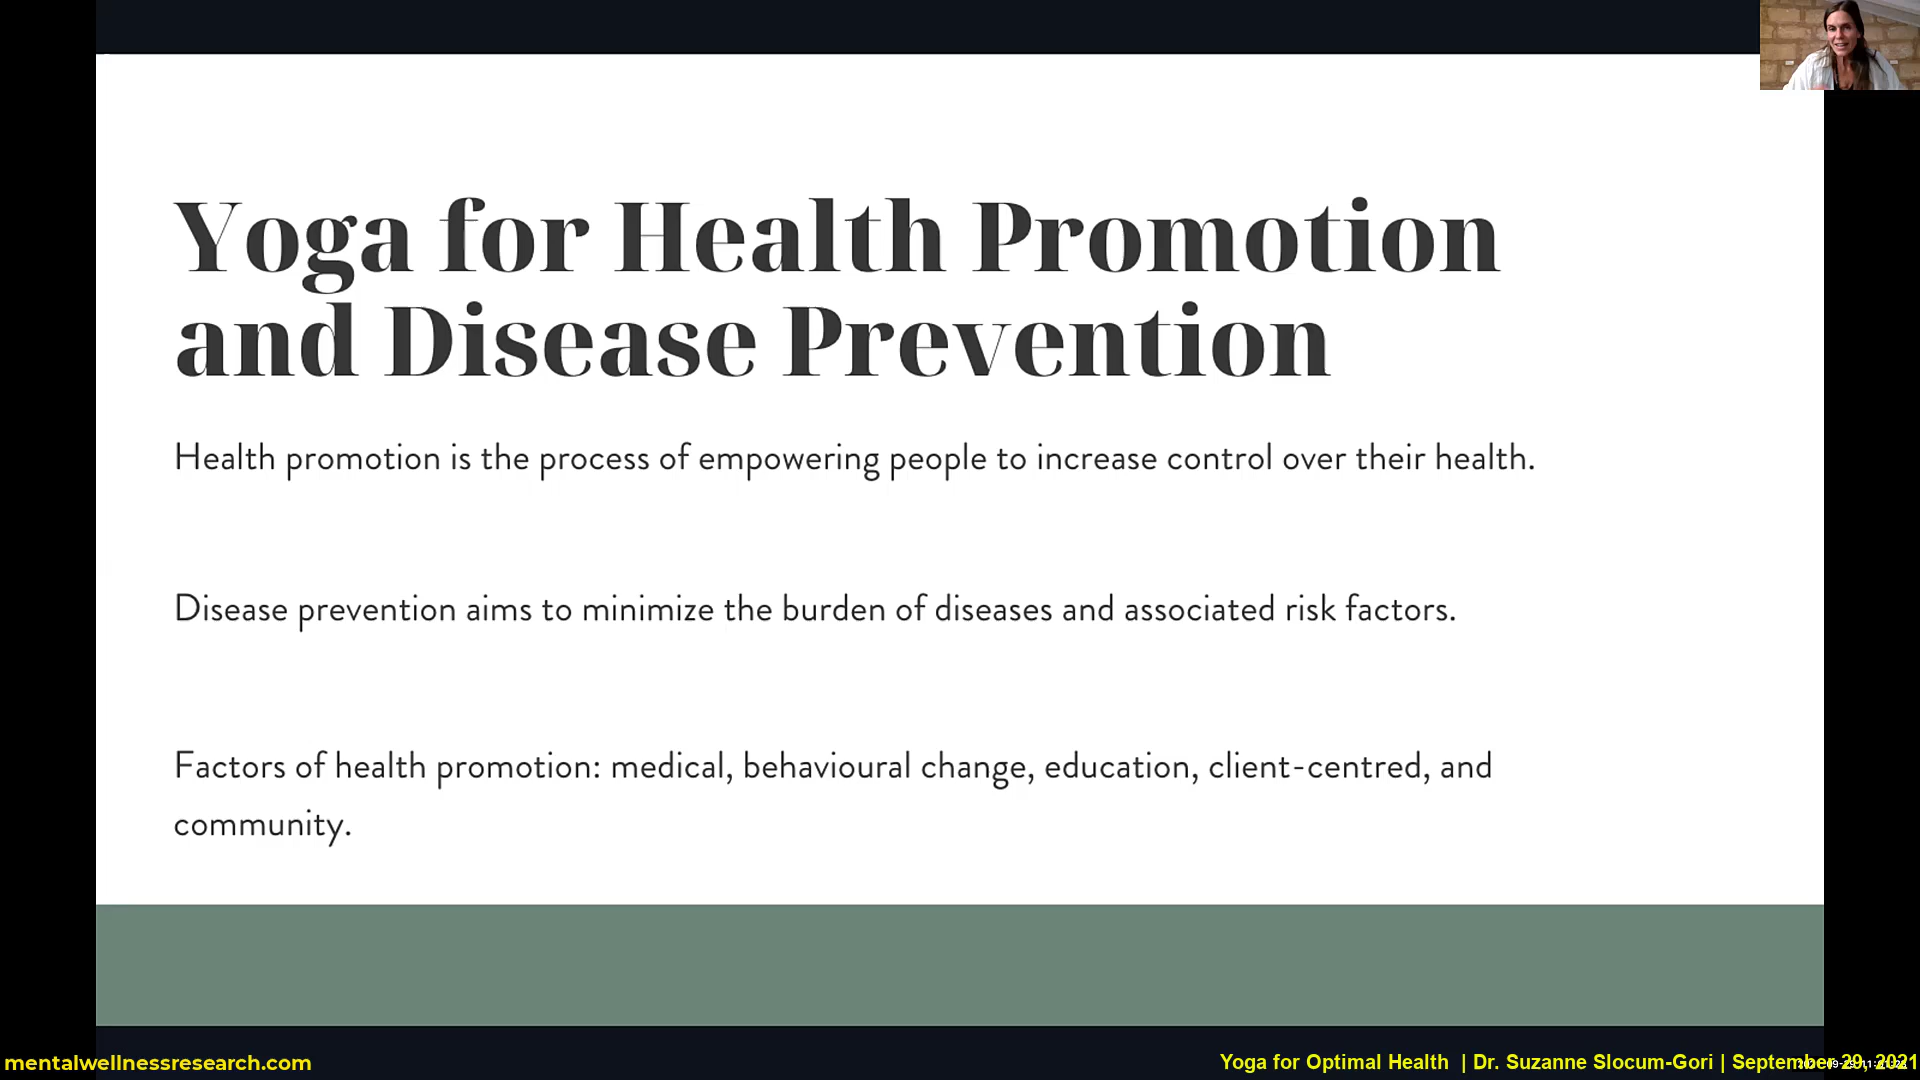 Yoga for Health Promotion
and Disease Prevention
Health promotion is the process of empowering people to increase control over their health.
Disease prevention aims to minimize the burden of diseases and associated risk factors.
Factors of health promotion: medical, behavioural change, education, client-centred, and
community.
mentalwellnessresearch.com
Yoga for Optimal Health | Dr. Suzanne Slocum-Gori | September 29, 2021